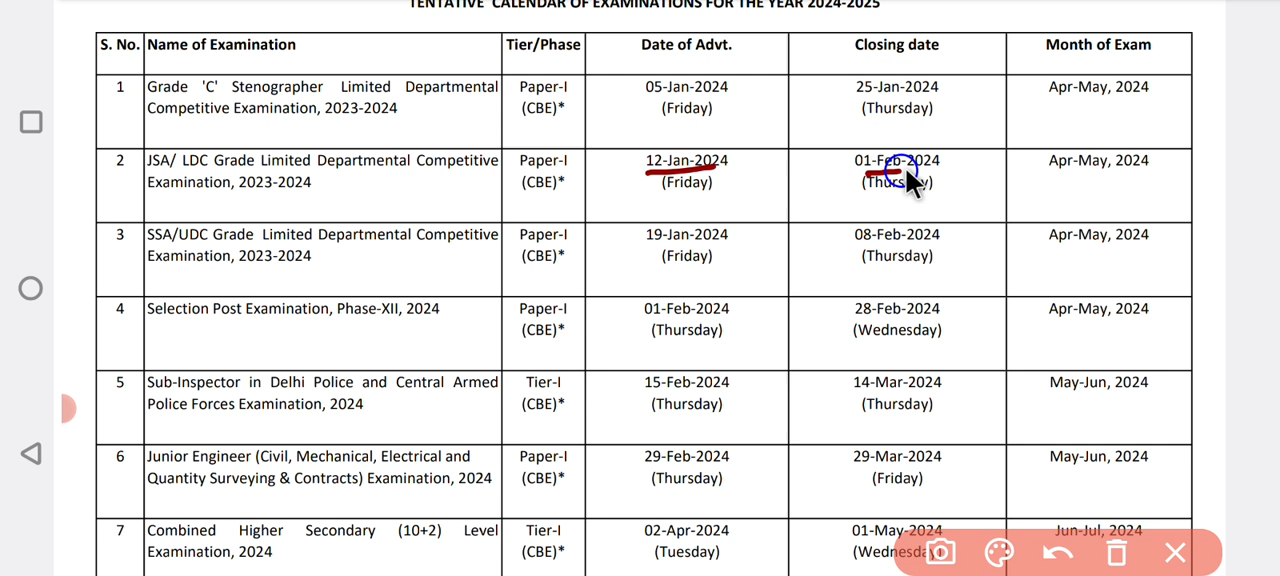 TENTATIVE CALENDAR OF EXAMINATIONS FOR THE YEAR 2024-2025
S. No. Name of Examination Tier/Phase Date of Advt. Closing date Month of Exam
1 Grade 'C' Stenographer Limited Departmental Paper-I 05-Jan-2024 25-Jan-2024 Apr-May, 2024
Competitive Examination, 2023-2024 (CBE)* (Friday) (Thursday)
2 JSA/ LDC Grade Limited Departmental Competitive Paper-I 12-Jan-2024 01-Feb-2024 Apr-May, 2024
Examination, 2023-2024 (CBE)* (Friday) (Thursday)
3 SSA/UDC Grade Limited Departmental Competitive Paper-I 19-Jan-2024 08-Feb-2024 Apr-May, 2024
Examination, 2023-2024 (CBE)* (Friday) (Thursday)
4 Selection Post Examination, Phase-XII, 2024 Paper-I 01-Feb-2024 28-Feb-2024 Apr-May, 2024
(CBE)* (Thursday) (Wednesday)
5 Sub-Inspector in Delhi Police and Central Armed Tier-I 15-Feb-2024 14-Mar-2024 May-Jun, 2024
Police Forces Examination, 2024 (CBE)* (Thursday) (Thursday)
6 Junior Engineer (Civil, Mechanical, Electrical and Paper-I 29-Feb-2024 29-Mar-2024 May-Jun, 2024
Quantity Surveying & Contracts) Examination, 2024 (CBE)* (Thursday) (Friday)
7 Combined Higher Secondary (10+2) Level Tier-I 02-Apr-2024 01-May-2024 Jun-Jul, 2024
Examination, 2024 (CBE)* (Tuesday) (Wednesday)